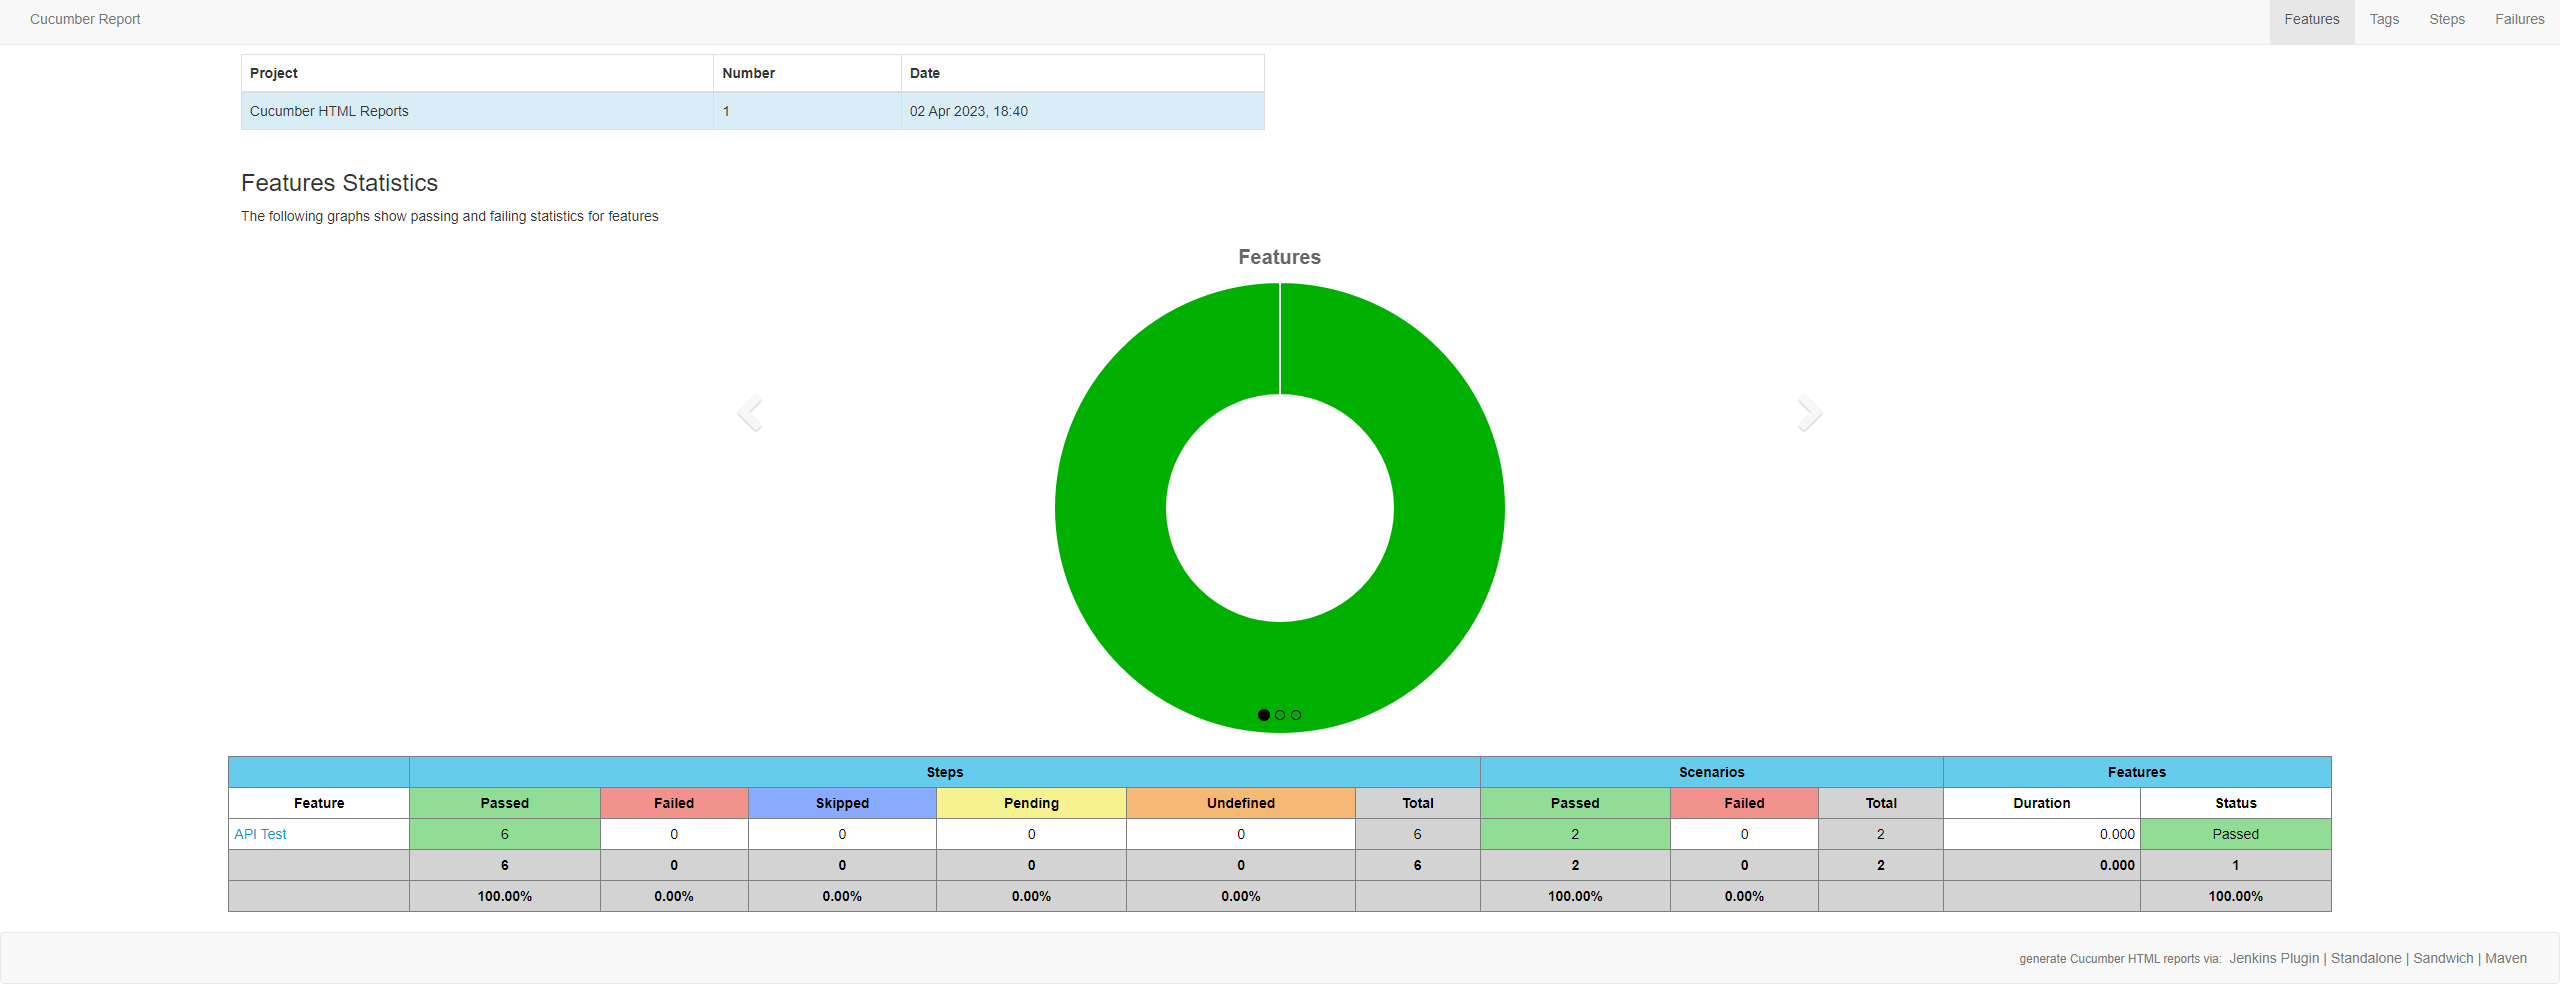 Cucumber Report Features Tags Steps Failures
Project Number Date
Cucumber HTML Reports 1 02 Apr 2023, 18:40
Features Statistics
The following graphs show passing and failing statistics for features
Features
Steps Scenarios Features
Feature Passed Failed Skipped Pending Undefined Total Passed Failed Total Duration Status
API Test 6 0 0 0 0 6 2 0 2 0.000 Passed
6 0 0 0 0 6 2 0 2 0.000 1
100.00% 0.00% 0.00% 0.00% 0.00% 100.00% 0.00% 100.00%
generate Cucumber HTML reports via: Jenkins Plugin | Standalone | Sandwich | Maven